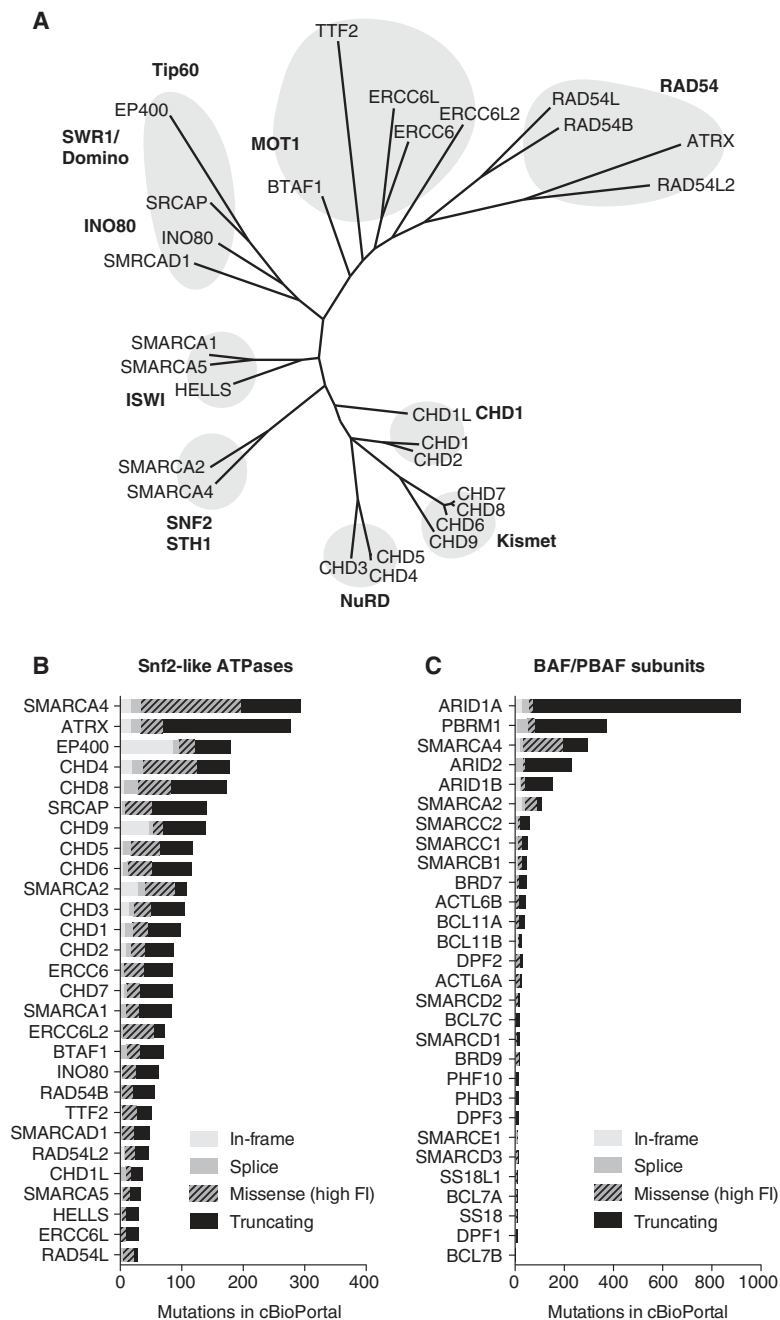 A
TTF2
Tip60
RAD54
EP400
ERCC6L
RAD54L
ERCC6L2
SWR1/
Domino
MOT1
ERCC6
RAD54B
ATRX
BTAF1
RAD54L2
SRCAP
INO80
INO80
SMRCAD1
SMARCA1
SMARCA5
HELLS
ISWI
CHD1L
CHD1
CHD1
CHD2
SMARCA2
SMARCA4
SNF2
STH1
CHD7
CHD8
CHD6
CHD9
Kismet
CHD5
CHD3
CHD4
NuRD
B
Snf2-like ATPases
SMARCA4
ATRX
EP400
CHD4
CHD8
SRCAP
CHD9
CHD5
CHD6
SMARCA2
CHD3
CHD1
CHD2
ERCC6
CHD7
SMARCA1
ERCC6L2
BTAF1
INO80
RAD54B
TTF2
SMARCAD1
RAD54L2
CHD1L
SMARCA5
HELLS
ERCC6L
RAD54L
In-frame
Splice
Missense (high FI)
Truncating
0 100 200 300 400
Mutations in cBioPortal
C
BAF/PBAF subunits
ARID1A
PBRM1
SMARCA4
ARID2
ARID1B
SMARCA2
SMARCC2
SMARCC1
SMARCB1
BRD7
ACTL6B
BCL11A
BCL11B
DPF2
ACTL6A
SMARCD2
BCL7C
SMARCD1
BRD9
PHF10
PHD3
DPF3
SMARCE1
SMARCD3
SS18L1
BCL7A
SS18
DPF1
BCL7B
In-frame
Splice
Missense (high FI)
Truncating
0 200 400 600 800 1000
Mutations in cBioPortal